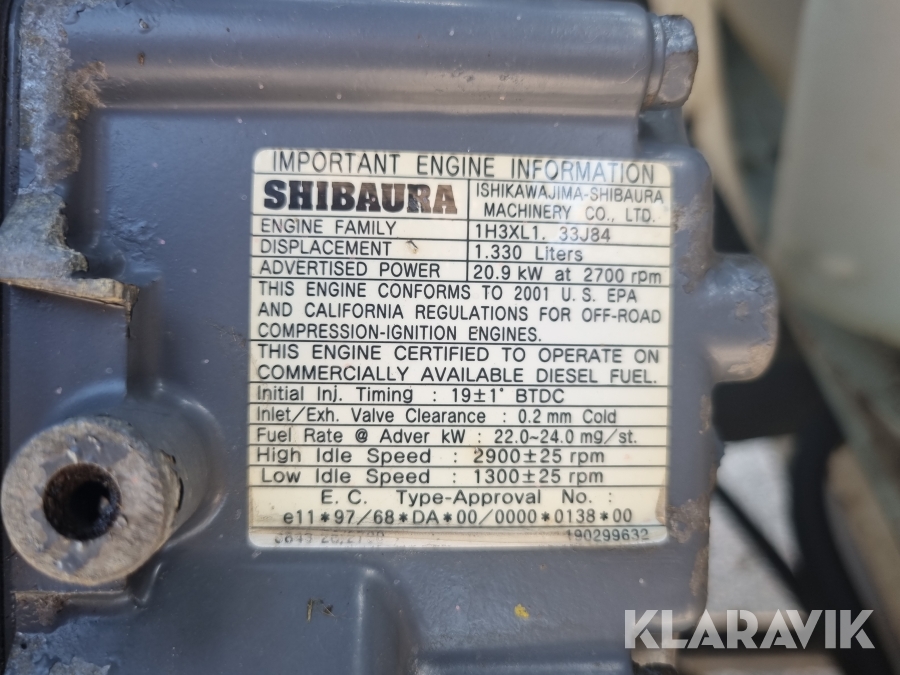 IMPORTANT ENGINE INFORMATION
SHIBAURA
ISHIKAWAJIMA-SHIBAURA
MACHINERY CO., LTD.
ENGINE FAMILY 1H3XL1. 33J84
DISPLACEMENT 1.330 Liters
ADVERTISED POWER 20.9 kW at 2700 rpm
THIS ENGINE CONFORMS TO 2001 U.S. EPA
AND CALIFORNIA REGULATIONS FOR OFF-ROAD
COMPRESSION-IGNITION ENGINES.
THIS ENGINE CERTIFIED TO OPERATE ON
COMMERCIALLY AVAILABLE DIESEL FUEL.
Initial Inj. Timing : 19±1° BTDC
Inlet/Exh. Valve Clearance : 0.2 mm Cold
Fuel Rate @ Adver kW : 22.0~24.0 mg/st.
High Idle Speed : 2900±25 rpm
Low Idle Speed : 1300±25 rpm
E. C. Type-Approval No. :
e11*97/68*DA*00/0000*0138*00
190299632
KLARAVIK